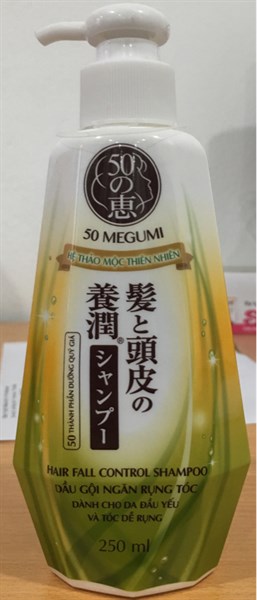 50の恵
50 MEGUMI
HỆ THẢO MỘC THIÊN NHIÊN
髪と頭皮の
養潤®
シャンプー
50 THÀNH PHẦN DƯỠNG QUÝ GIÁ
HAIR FALL CONTROL SHAMPOO
DẦU GỘI NGĂN RỤNG TÓC
DÀNH CHO DA ĐẦU YẾU
VÀ TÓC DỄ RỤNG
250 ml